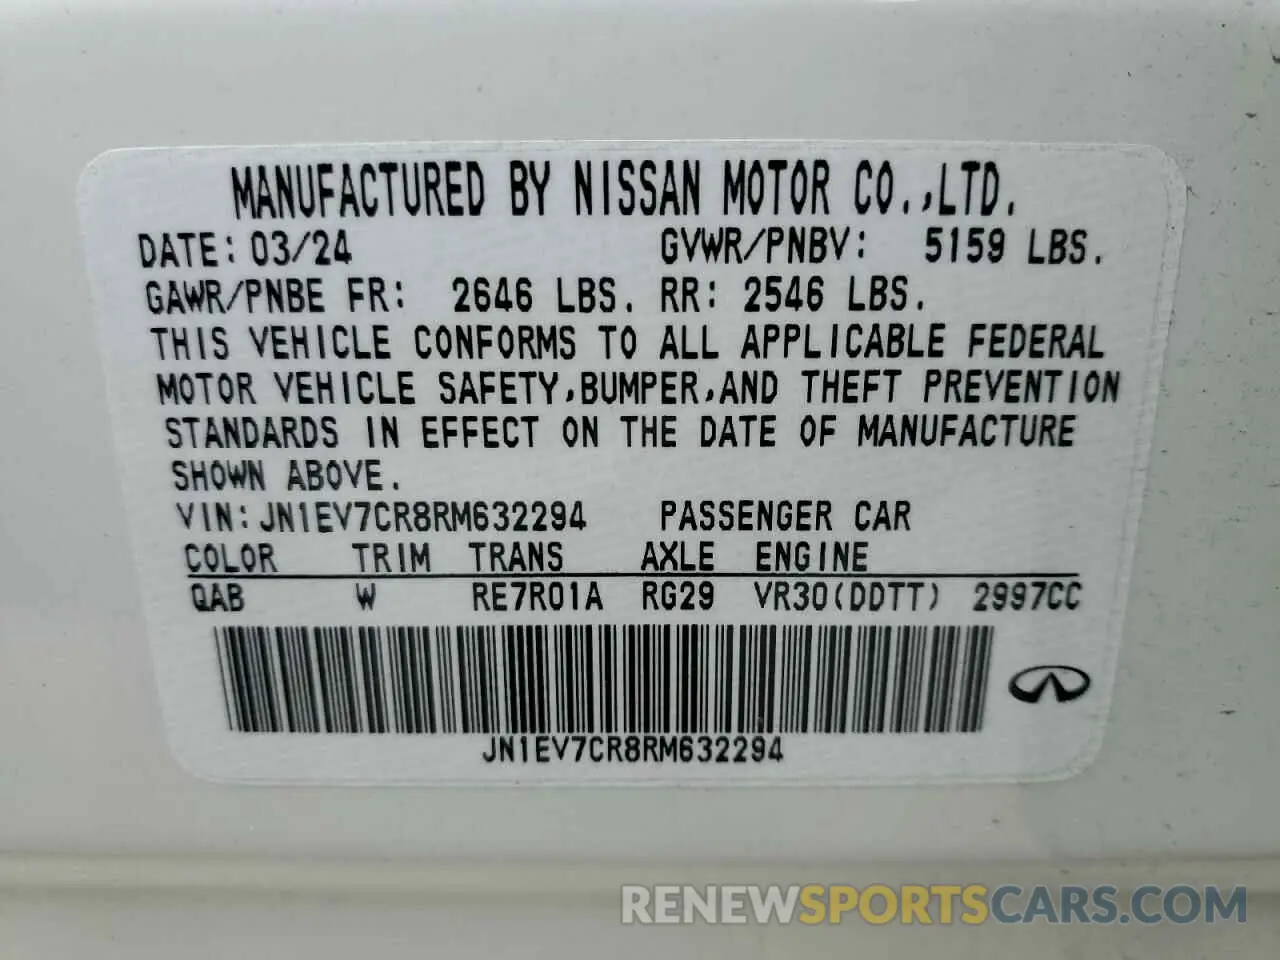 MANUFACTURED BY NISSAN MOTOR CO.,LTD.
DATE: 03/24 GVWR/PNBV: 5159 LBS.
GAWR/PNBE FR: 2646 LBS. RR: 2546 LBS.
THIS VEHICLE CONFORMS TO ALL APPLICABLE FEDERAL
MOTOR VEHICLE SAFETY,BUMPER,AND THEFT PREVENTION
STANDARDS IN EFFECT ON THE DATE OF MANUFACTURE
SHOWN ABOVE.
VIN: JN1EV7CR8RM632294 PASSENGER CAR
COLOR TRIM TRANS AXLE ENGINE
QAB W RE7R01A RG29 VR30(DDTT) 2997CC
JN1EV7CR8RM632294
RENEWSPORTSCARS.COM